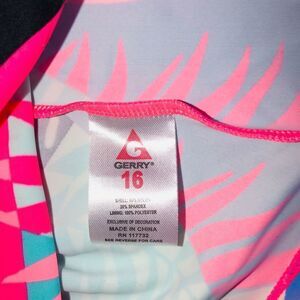 GERRY®
16
20% SPANDEX
LINING: 100% POLYESTER
EXCLUSIVE OF DECORATION
MADE IN CHINA
RN 117732
SEE REVERSE FOR CARE